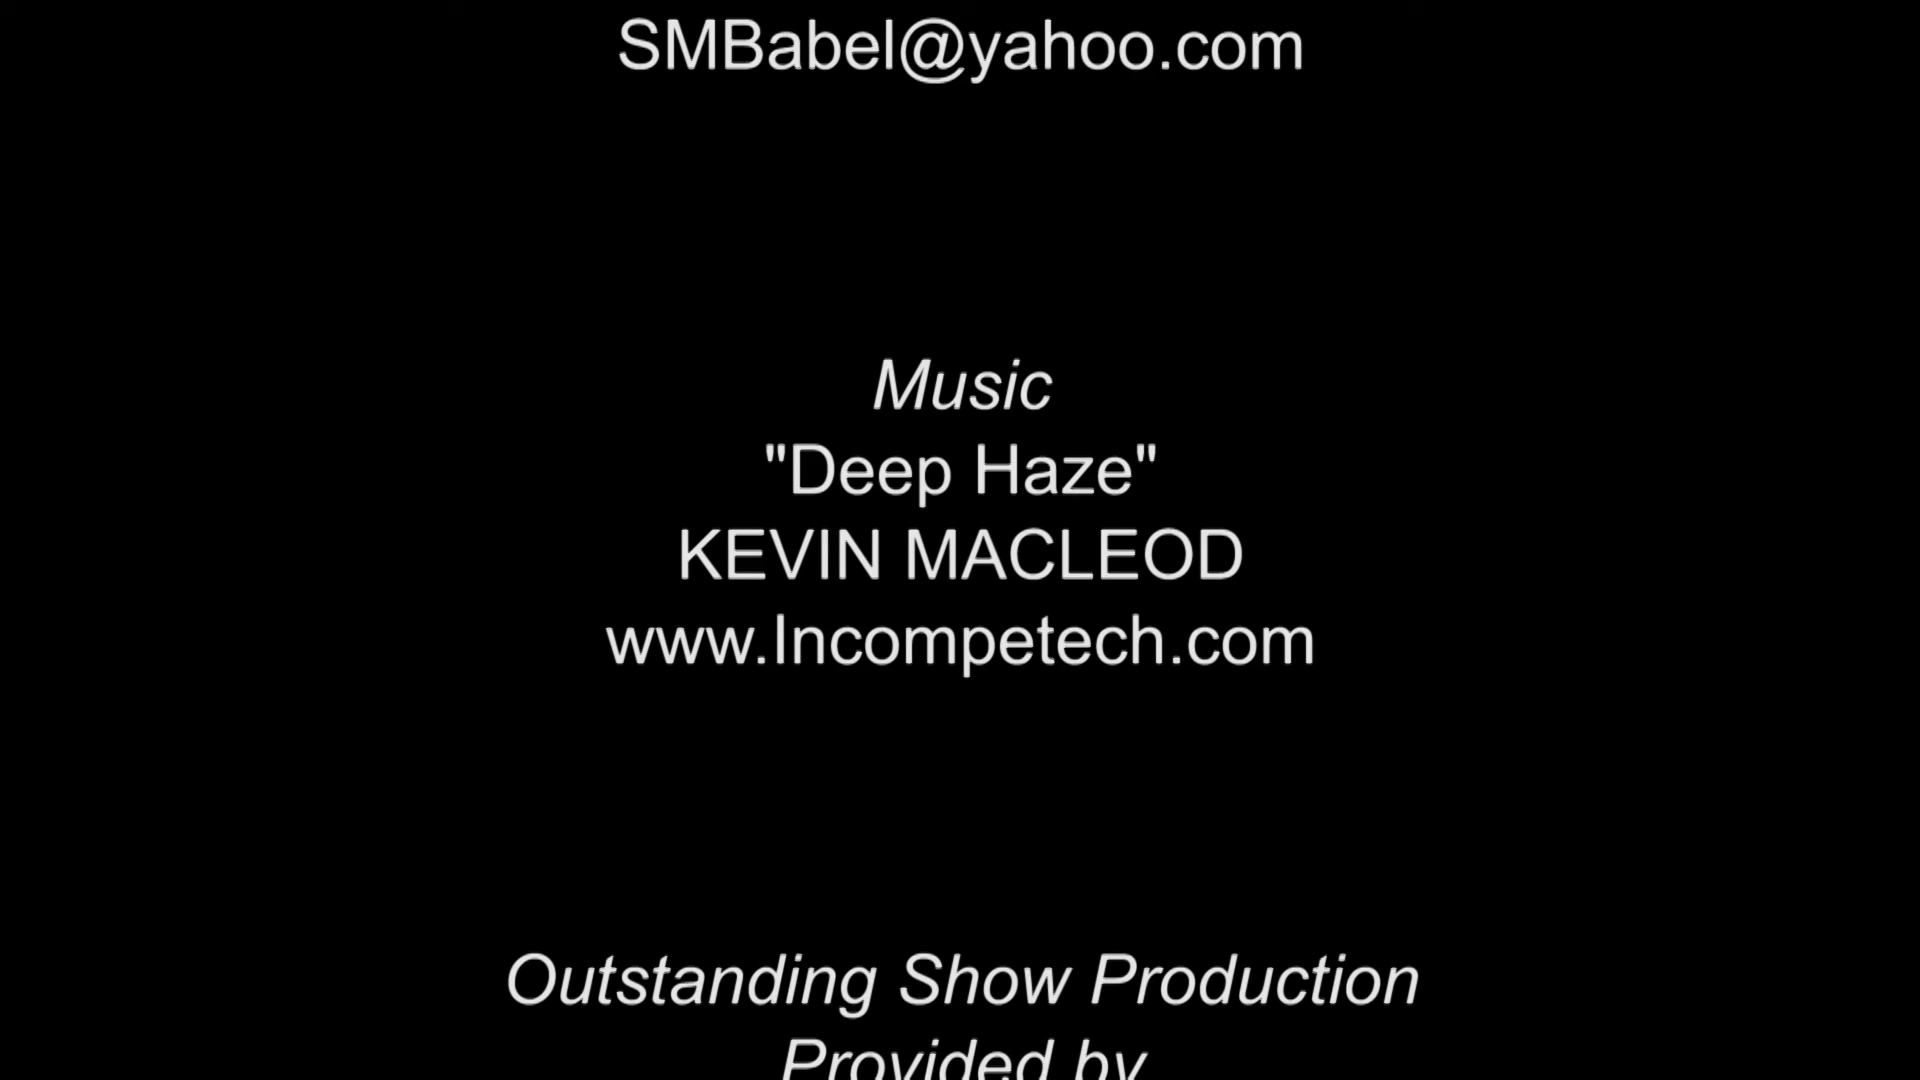 SMBabel@yahoo.com
Music
"Deep Haze"
KEVIN MACLEOD
www.Incompetech.com
Outstanding Show Production
Provided by